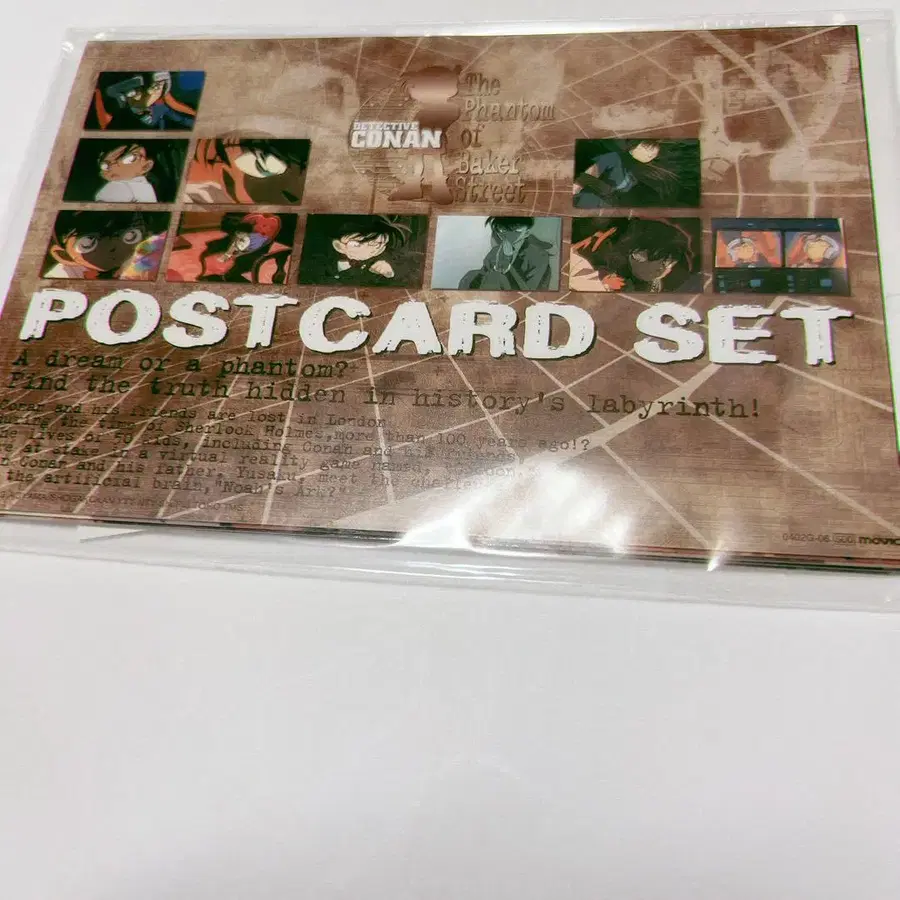 DETECTIVE
CONAN
The
Phantom
of
Baker
Street
POSTCARD SET
A dream or a phantom?
Find the truth hidden in history's labyrinth!
Conan and his friends are lost in London
during the time of Sherlock Holmes, more than 100 years ago!?
The lives of 50 kids, including Conan and his friends
at stake in a virtual reality game named,
Conan and his father, Yusaku, meet the
the artificial brain, "Noah's Ark?"
0402G-06
movic